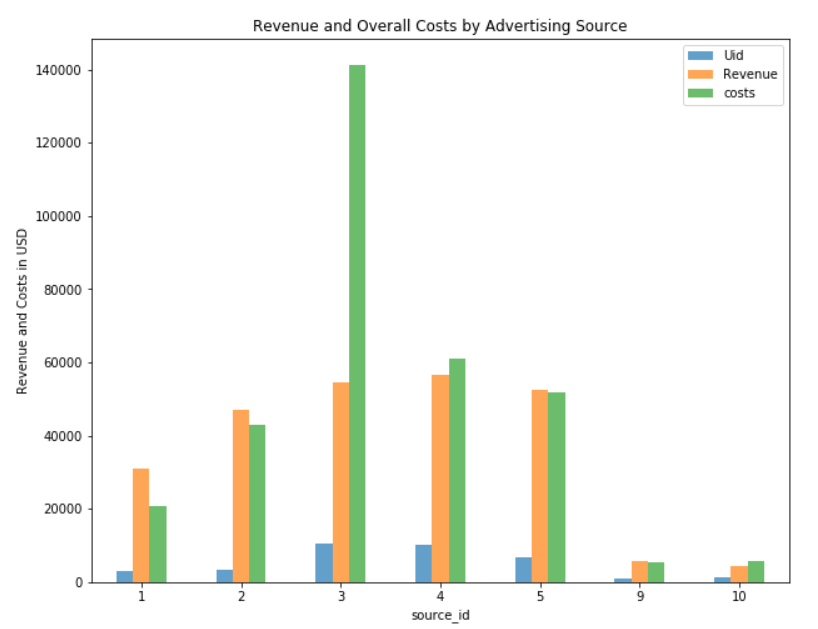 Revenue and Overall Costs by Advertising Source
Uid
Revenue
costs
140000
120000
100000
80000
60000
40000
20000
0
Revenue and Costs in USD
1 2 3 4 5 9 10
source_id